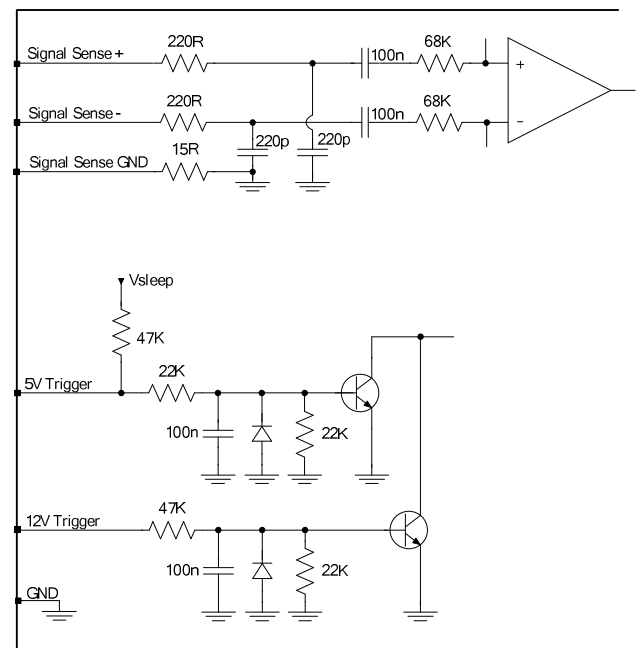 Signal Sense +
220R
100n
68K
+
Signal Sense -
220R
100n
68K
-
220p
220p
Signal Sense GND
15R
Vsleep
47K
5V Trigger
22K
100n
22K
12V Trigger
47K
100n
22K
GND